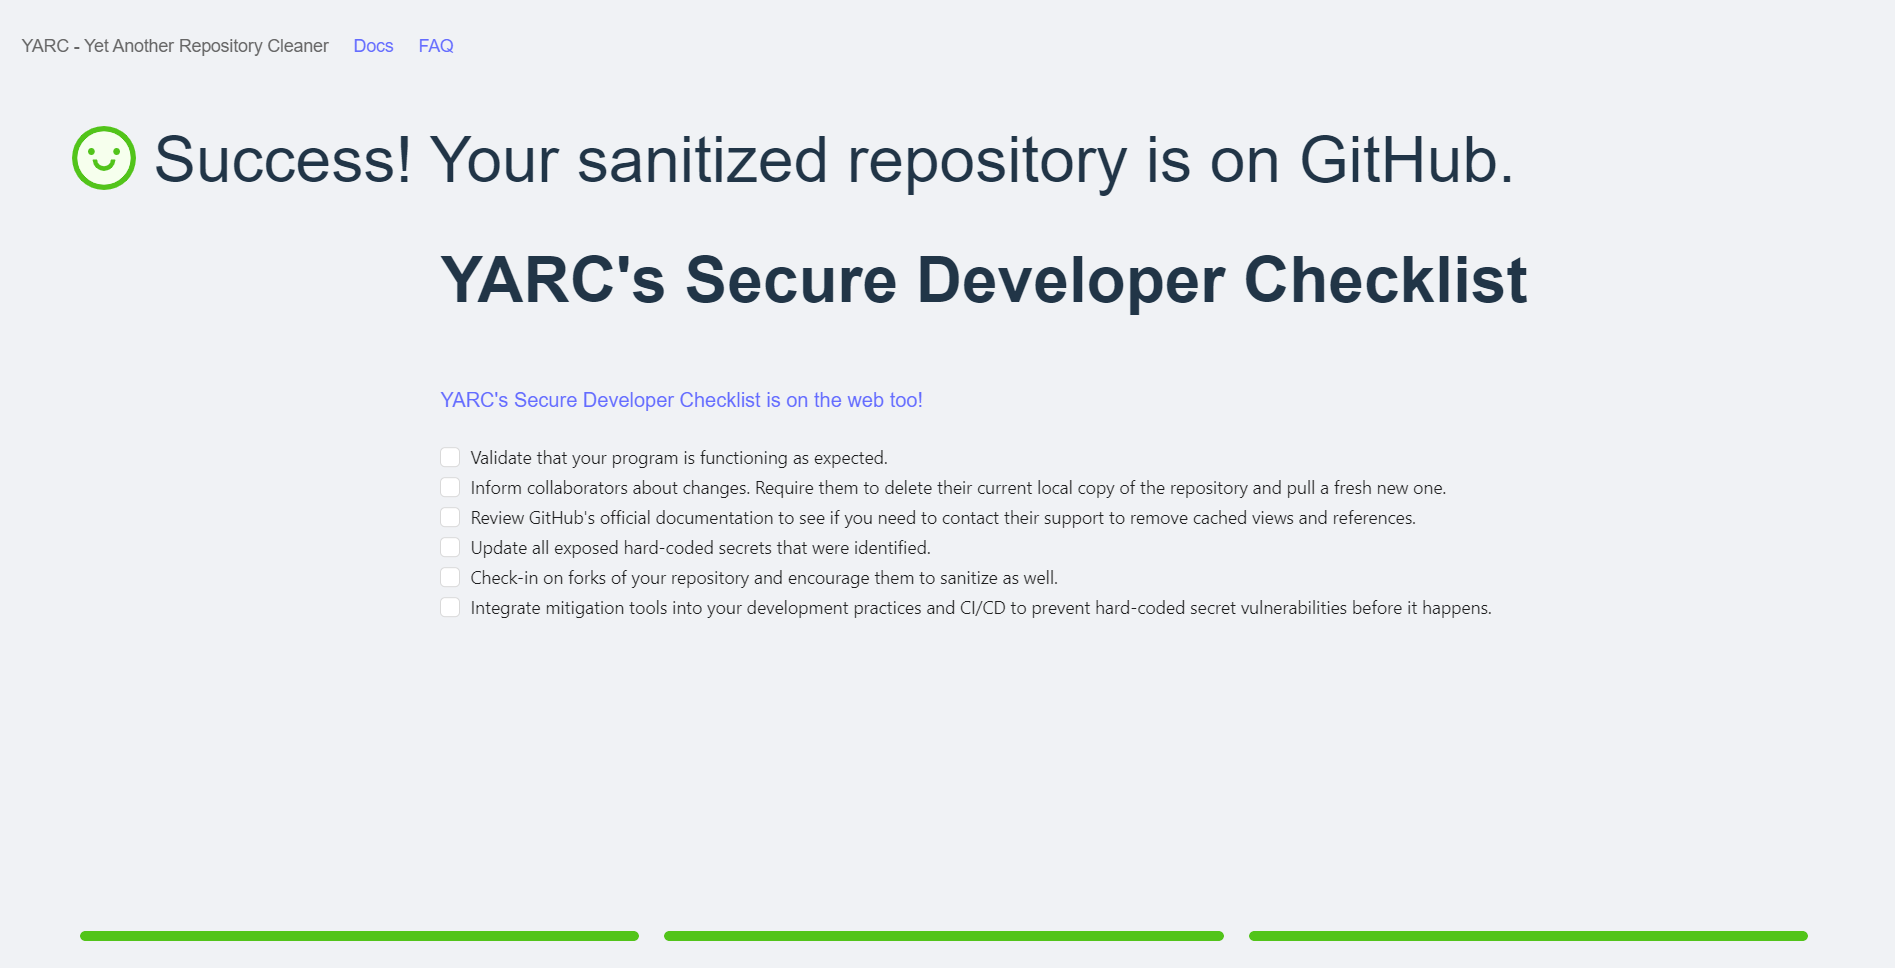 YARC - Yet Another Repository Cleaner Docs FAQ
Success! Your sanitized repository is on GitHub.
YARC's Secure Developer Checklist
YARC's Secure Developer Checklist is on the web too!
Validate that your program is functioning as expected.
Inform collaborators about changes. Require them to delete their current local copy of the repository and pull a fresh new one.
Review GitHub's official documentation to see if you need to contact their support to remove cached views and references.
Update all exposed hard-coded secrets that were identified.
Check-in on forks of your repository and encourage them to sanitize as well.
Integrate mitigation tools into your development practices and CI/CD to prevent hard-coded secret vulnerabilities before it happens.